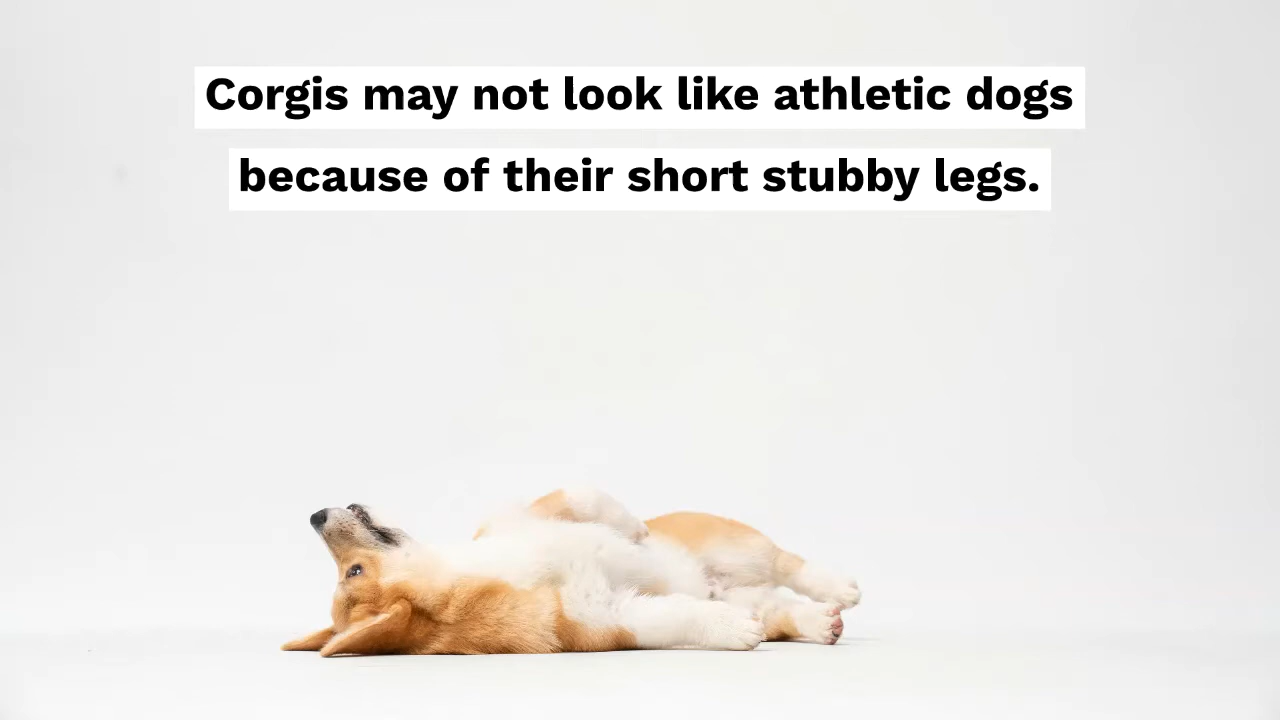 Corgis may not look like athletic dogs
because of their short stubby legs.